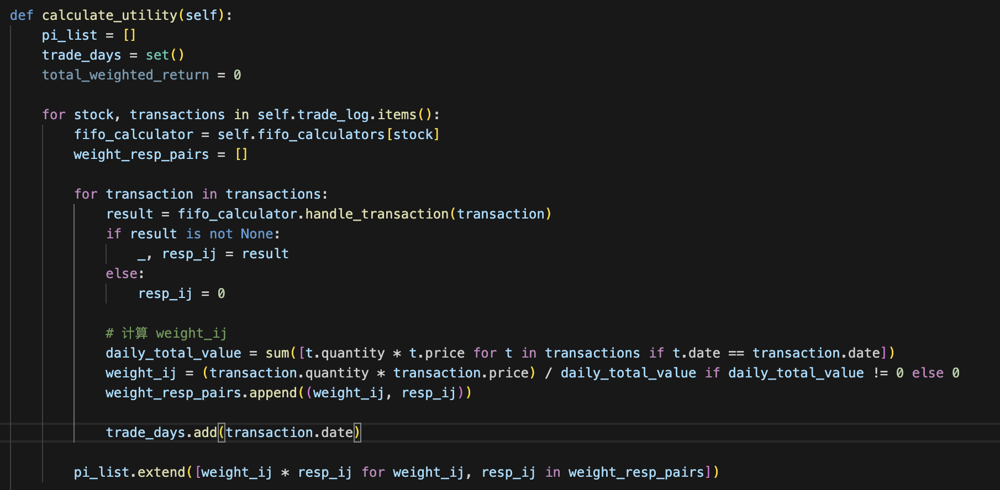 def calculate_utility(self):
    pi_list = []
    trade_days = set()
    total_weighted_return = 0

    for stock, transactions in self.trade_log.items():
        fifo_calculator = self.fifo_calculators[stock]
        weight_resp_pairs = []

        for transaction in transactions:
            result = fifo_calculator.handle_transaction(transaction)
            if result is not None:
                _, resp_ij = result
            else:
                resp_ij = 0

            # 计算 weight_ij
            daily_total_value = sum([t.quantity * t.price for t in transactions if t.date == transaction.date])
            weight_ij = (transaction.quantity * transaction.price) / daily_total_value if daily_total_value != 0 else 0
            weight_resp_pairs.append((weight_ij, resp_ij))

            trade_days.add(transaction.date)

        pi_list.extend([weight_ij * resp_ij for weight_ij, resp_ij in weight_resp_pairs])